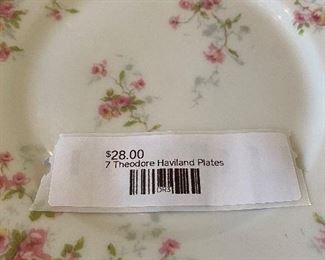 $28.00
7 Theodore Haviland Plates